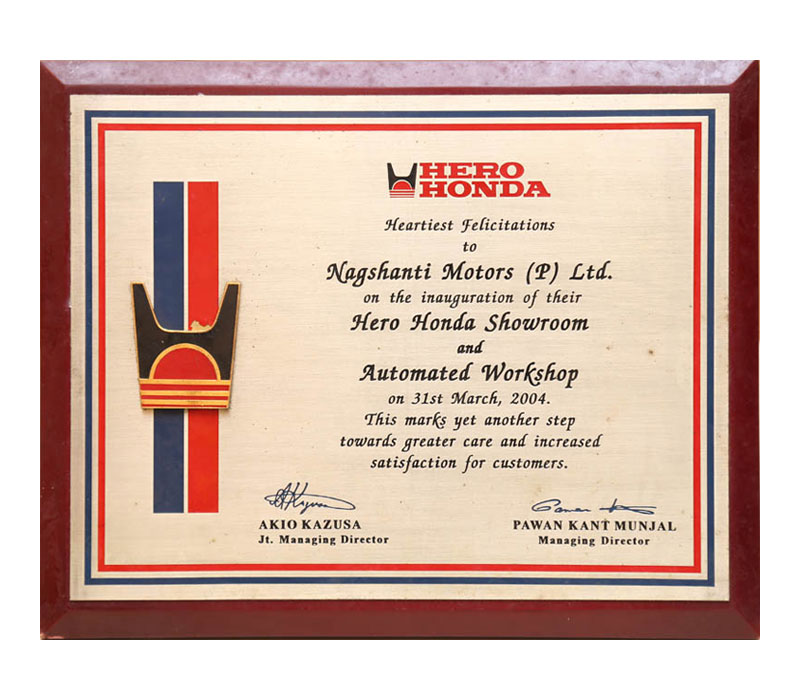 HERO
HONDA
Heartiest Felicitations
to
Nagshanti Motors (P) Ltd.
on the inauguration of their
Hero Honda Showroom
and
Automated Workshop
on 31st March, 2004.
This marks yet another step
towards greater care and increased
satisfaction for customers.
AKIO KAZUSA
Jt. Managing Director
PAWAN KANT MUNJAL
Managing Director